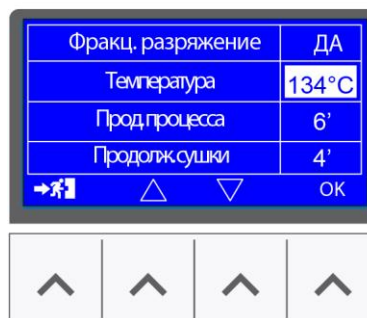 Фракц. разряжение ДА
Температура 134°C
Прод.процесса 6’
Продолж.сушки 4’
OK